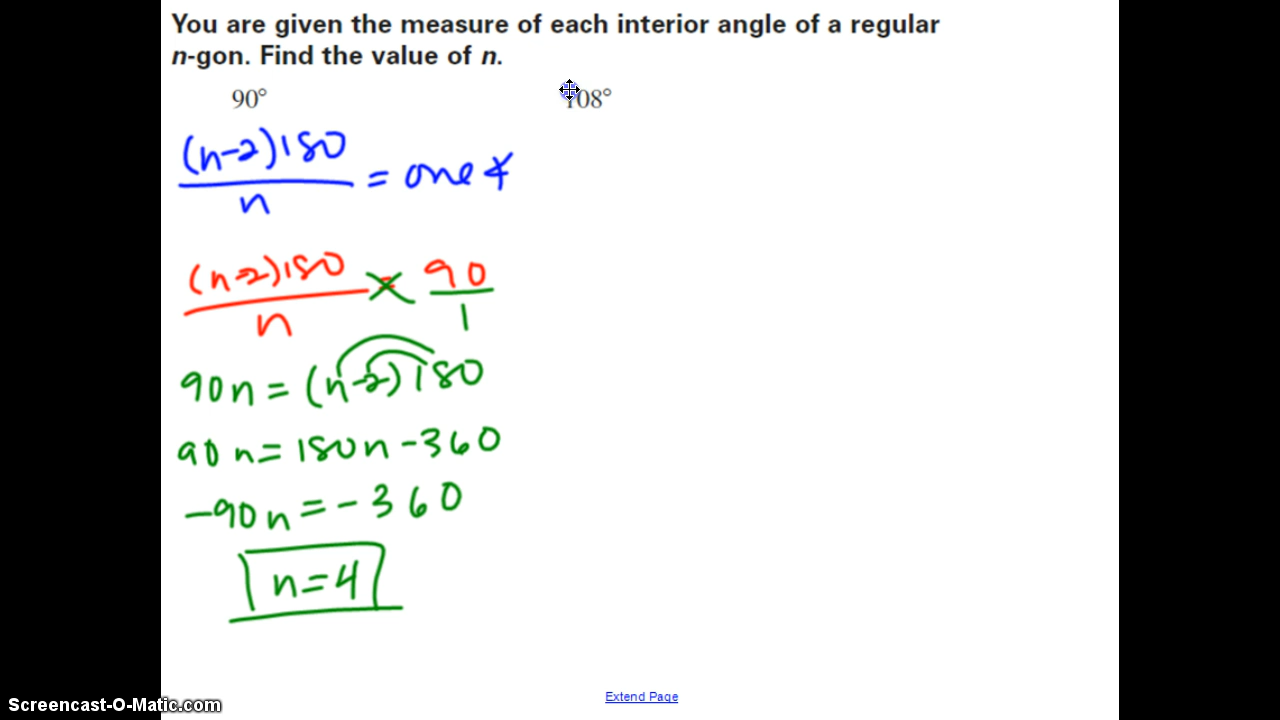 You are given the measure of each interior angle of a regular
n-gon. Find the value of n.
90° 108°
(n-2)180
n
= one ∡
(n-2)180 = 90
n 1
90n = (n-2)180
90n = 180n - 360
-90n = -360
n=4
Extend Page
Screencast-O-Matic.com